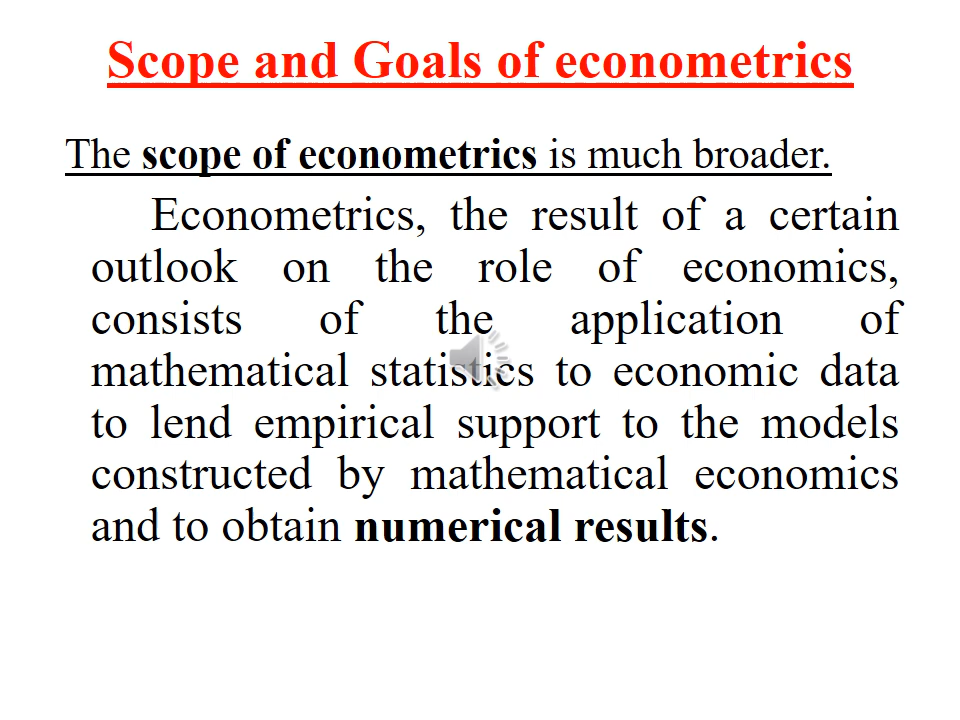 Scope and Goals of econometrics
The scope of econometrics is much broader.
Econometrics, the result of a certain
outlook on the role of economics,
consists of the application of
mathematical statistics to economic data
to lend empirical support to the models
constructed by mathematical economics
and to obtain numerical results.